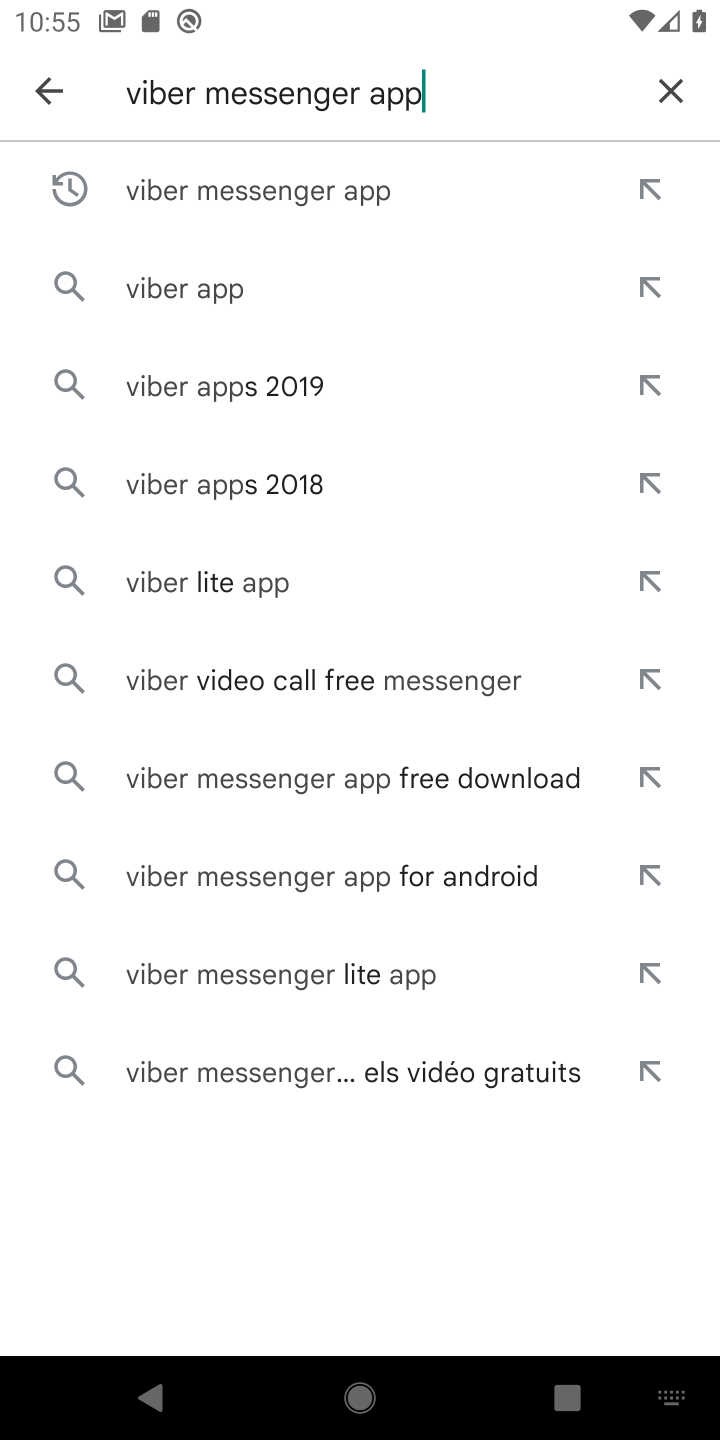 10:55
viber messenger app
viber messenger app
viber app
viber apps 2019
viber apps 2018
viber lite app
viber video call free messenger
viber messenger app free download
viber messenger app for android
viber messenger lite app
viber messenger... els vidéo gratuits